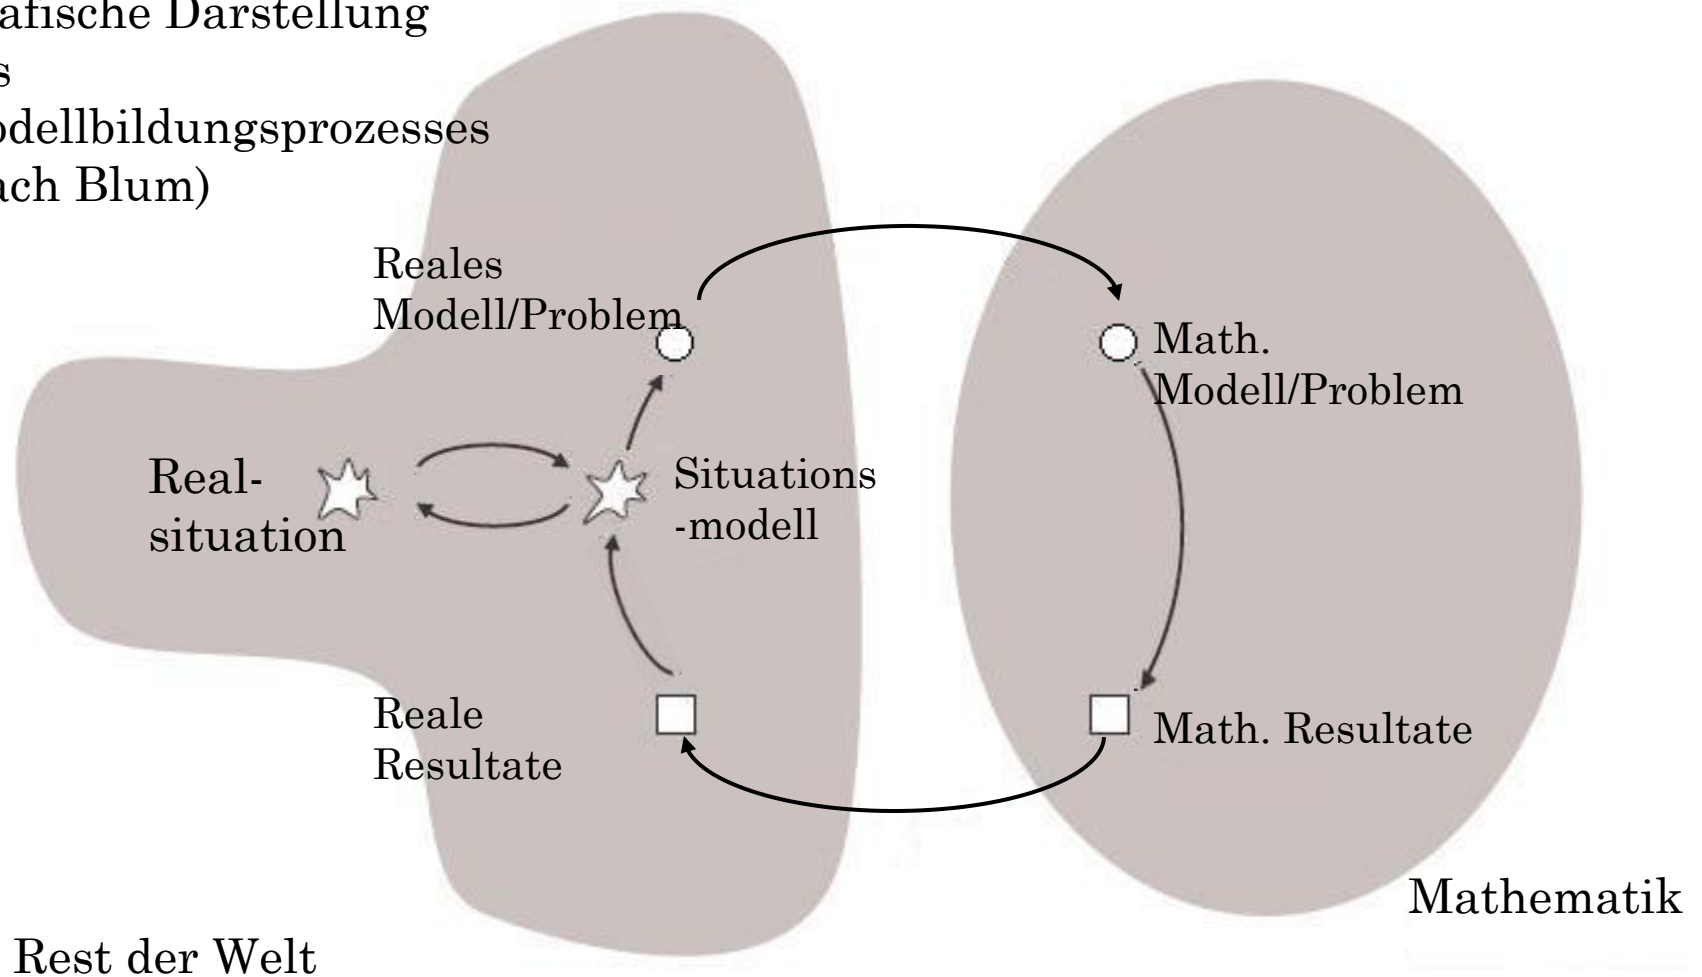 afische Darstellung
s
odellbildungsprozesses
ach Blum)
Reales
Modell/Problem
Math.
Modell/Problem
Real-
situation
Situations
-modell
Reale
Resultate
Math. Resultate
Mathematik
Rest der Welt